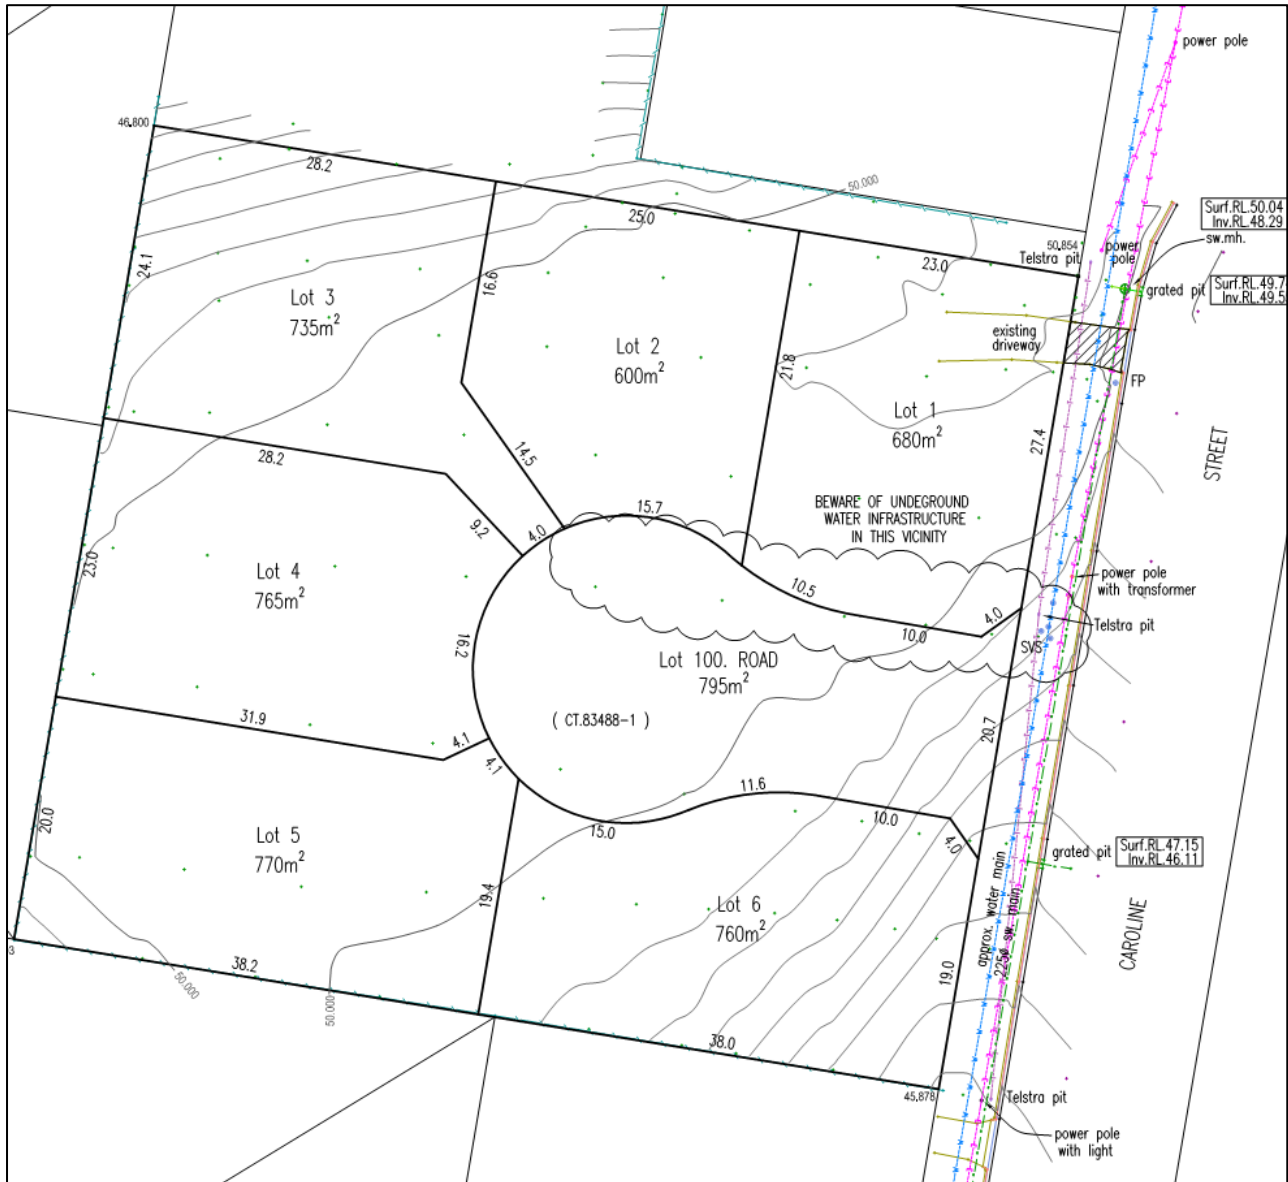 power pole
46.800
28.2
25.0
50.000
Surf.RL.50.04
Inv.RL.48.29
sw.mh.
50.854
Telstra pit
power
pole
23.0
grated pit
Surf.RL.49.7
Inv.RL.49.5
24.1
16.6
Lot 3
735m²
Lot 2
600m²
21.8
existing
driveway
FP
Lot 1
680m²
27.4
STREET
28.2
14.5
9.2
4.0
15.7
BEWARE OF UNDEGROUND
WATER INFRASTRUCTURE
IN THIS VICINITY
23.0
Lot 4
765m²
10.5
10.0
4.0
power pole
with transformer
Telstra pit
SVS
16.2
Lot 100. ROAD
795m²
( CT.83488-1 )
20.7
31.9
4.1
4.1
11.6
10.0
4.0
15.0
20.0
Lot 5
770m²
19.4
Lot 6
760m²
grated pit
Surf.RL.47.15
Inv.RL.46.11
approx. water main
225ø sw. main
CAROLINE
3
38.2
50.000
50.000
19.0
38.0
45.878
Telstra pit
power pole
with light